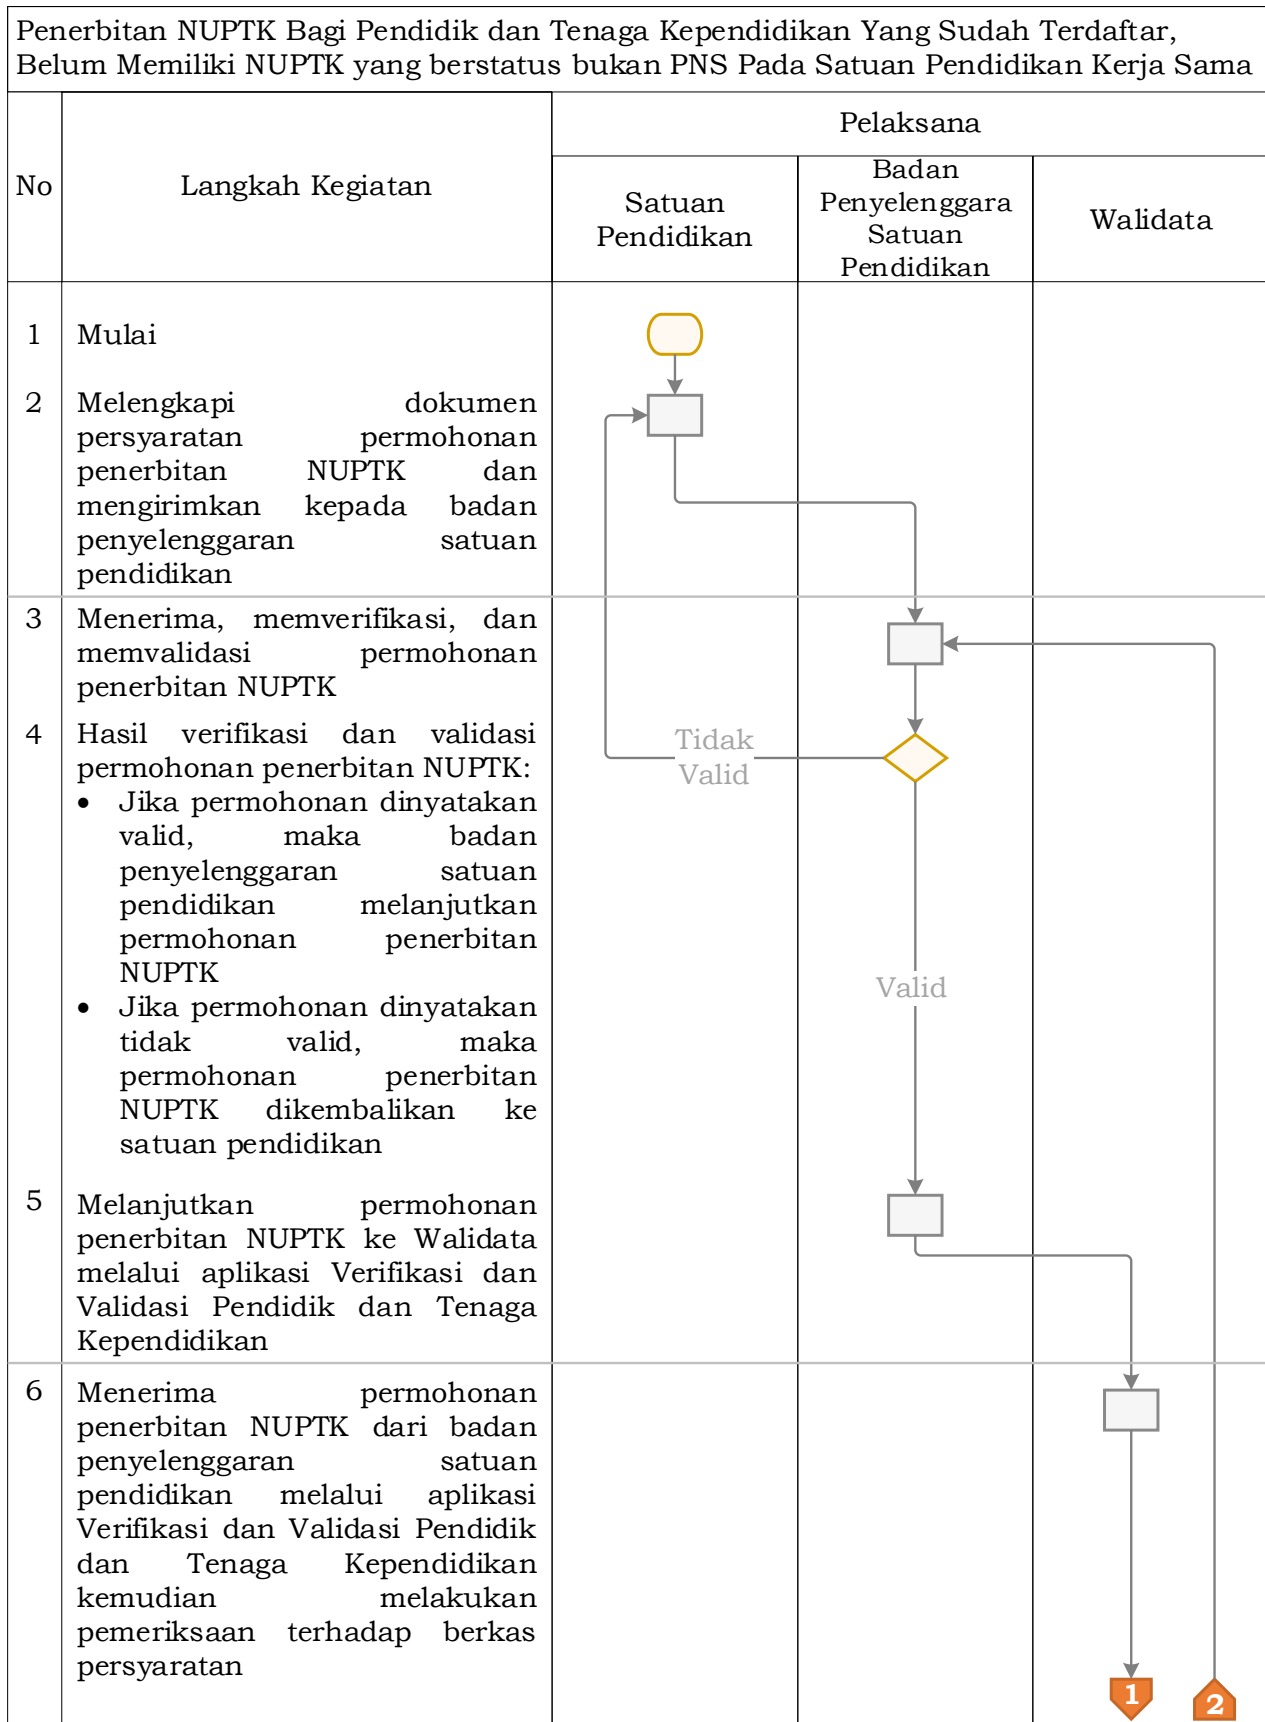 Penerbitan NUPTK Bagi Pendidik dan Tenaga Kependidikan Yang Sudah Terdaftar,
Belum Memiliki NUPTK yang berstatus bukan PNS Pada Satuan Pendidikan Kerja Sama
No
Langkah Kegiatan
Pelaksana
Satuan
Pendidikan
Badan
Penyelenggara
Satuan
Pendidikan
Walidata
1
Mulai
2
Melengkapi dokumen
persyaratan permohonan
penerbitan NUPTK dan
mengirimkan kepada badan
penyelenggaran satuan
pendidikan
3
Menerima, memverifikasi, dan
memvalidasi permohonan
penerbitan NUPTK
4
Hasil verifikasi dan validasi
permohonan penerbitan NUPTK:
• Jika permohonan dinyatakan
valid, maka badan
penyelenggaran satuan
pendidikan melanjutkan
permohonan penerbitan
NUPTK
• Jika permohonan dinyatakan
tidak valid, maka
permohonan penerbitan
NUPTK dikembalikan ke
satuan pendidikan
Tidak
Valid
Valid
5
Melanjutkan permohonan
penerbitan NUPTK ke Walidata
melalui aplikasi Verifikasi dan
Validasi Pendidik dan Tenaga
Kependidikan
6
Menerima permohonan
penerbitan NUPTK dari badan
penyelenggaran satuan
pendidikan melalui aplikasi
Verifikasi dan Validasi Pendidik
dan Tenaga Kependidikan
kemudian melakukan
pemeriksaan terhadap berkas
persyaratan
1
2